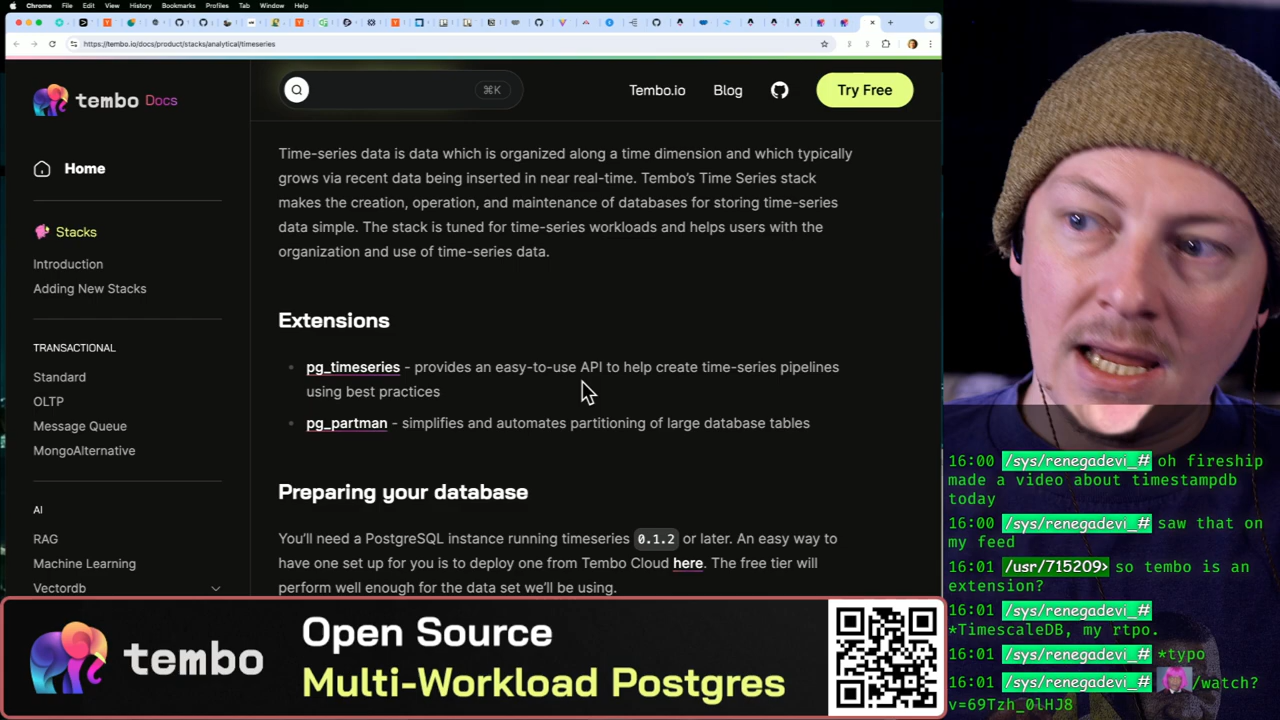 Chrome File Edit View History Bookmarks Profiles Tab Window Help
https://tembo.io/docs/product/stacks/analytical/timeseries
tembo Docs
⌘K
Tembo.io
Blog
Try Free
Home
Stacks
Introduction
Adding New Stacks
TRANSACTIONAL
Standard
OLTP
Message Queue
MongoAlternative
AI
RAG
Machine Learning
Vectordb
Time-series data is data which is organized along a time dimension and which typically
grows via recent data being inserted in near real-time. Tembo’s Time Series stack
makes the creation, operation, and maintenance of databases for storing time-series
data simple. The stack is tuned for time-series workloads and helps users with the
organization and use of time-series data.
Extensions
pg_timeseries - provides an easy-to-use API to help create time-series pipelines
using best practices
pg_partman - simplifies and automates partitioning of large database tables
Preparing your database
You’ll need a PostgreSQL instance running timeseries 0.1.2 or later. An easy way to
have one set up for you is to deploy one from Tembo Cloud here. The free tier will
perform well enough for the data set we’ll be using.
tembo
Open Source
Multi-Workload Postgres
16:00 /sys/renegadevi_# oh fireship
made a video about timestampdb
today
16:00 /sys/renegadevi_# saw that on
my feed
16:01 /usr/715209> so tembo is an
extension?
16:01 /sys/renegadevi_#
*TimescaleDB, my rtpo.
16:01 /sys/renegadevi_# *typo
16:01 /sys/renegadevi_# /watch?
v=69Tzh_0lHJ8